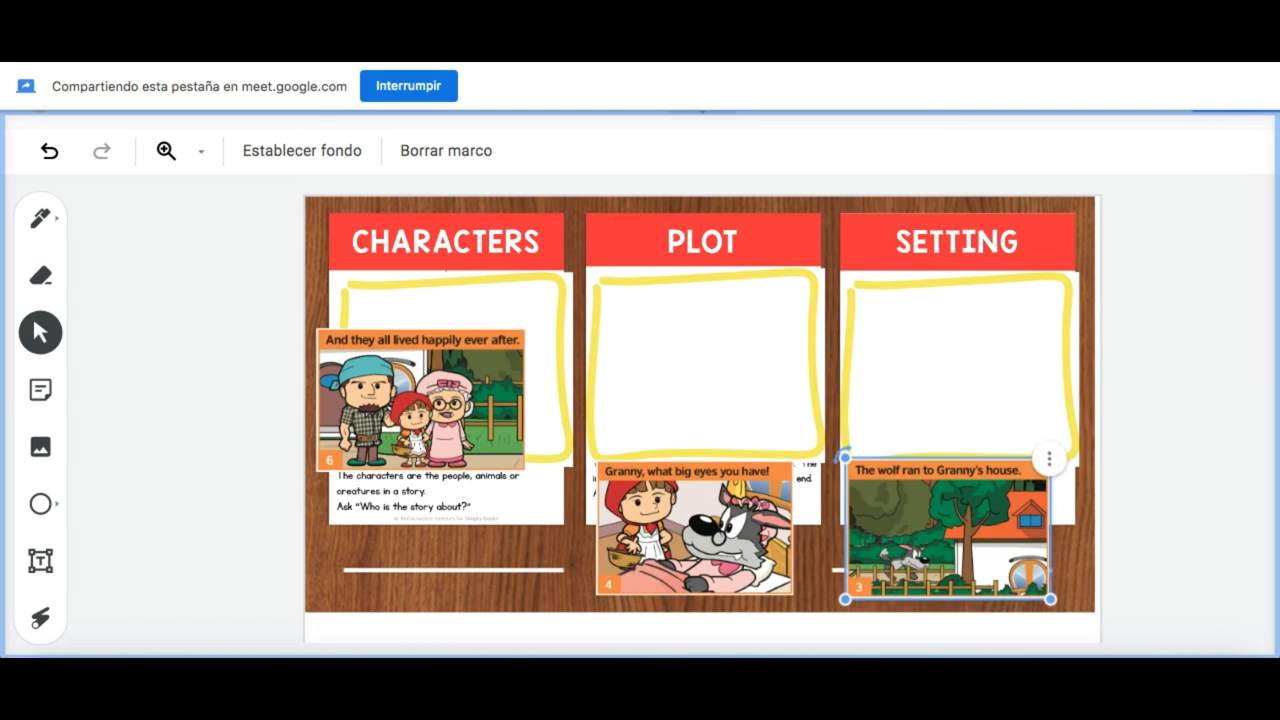 Compartiendo esta pestaña en meet.google.com
Interrumpir
Establecer fondo
Borrar marco
CHARACTERS
PLOT
SETTING
And they all lived happily ever after.
6
The characters are the people, animals or
creatures in a story.
Ask "Who is the story about?"
The
end.
Granny, what big eyes you have!
4
The wolf ran to Granny's house.
3